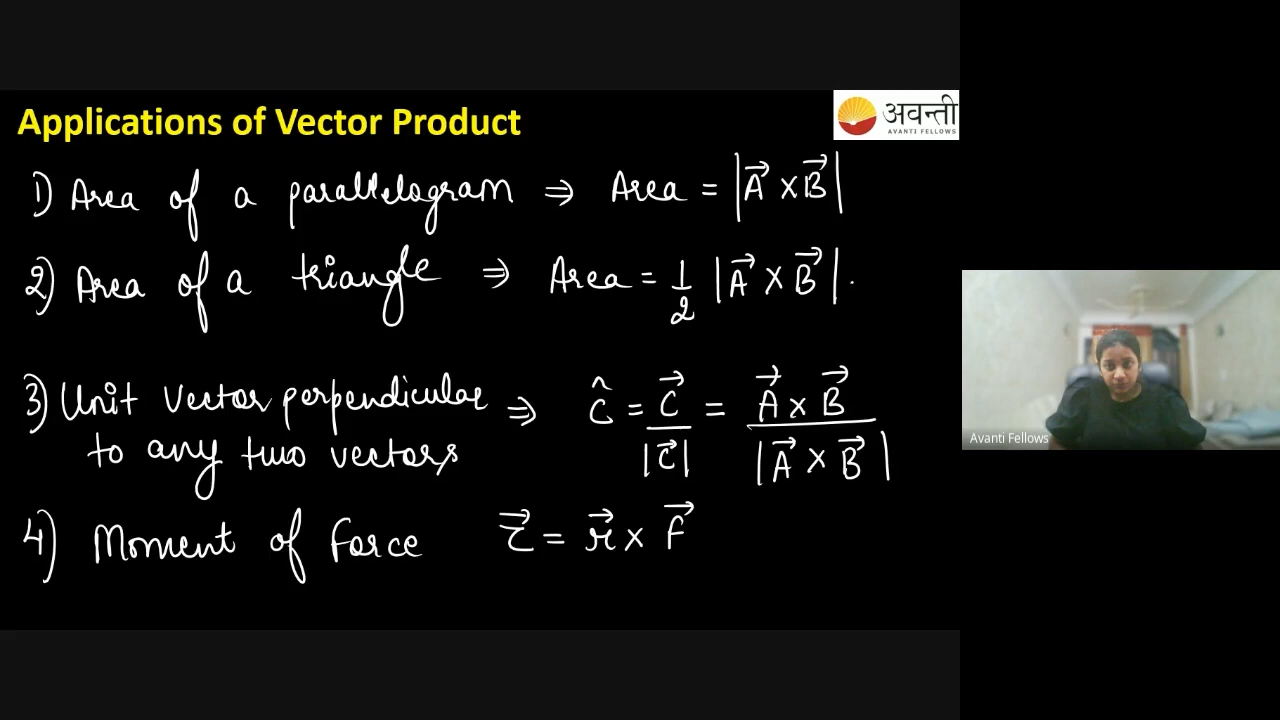 Applications of Vector Product
अवन्ती
AVANTI FELLOWS
1) Area of a parallelogram ⇒ Area = |A⃗ × B⃗|
2) Area of a triangle ⇒ Area = 1/2 |A⃗ × B⃗|.
3) Unit vector perpendicular to any two vectors ⇒ ĉ = C⃗/|C⃗| = A⃗ × B⃗/|A⃗ × B⃗|
4) Moment of Force τ⃗ = r⃗ × F⃗
Avanti Fellows